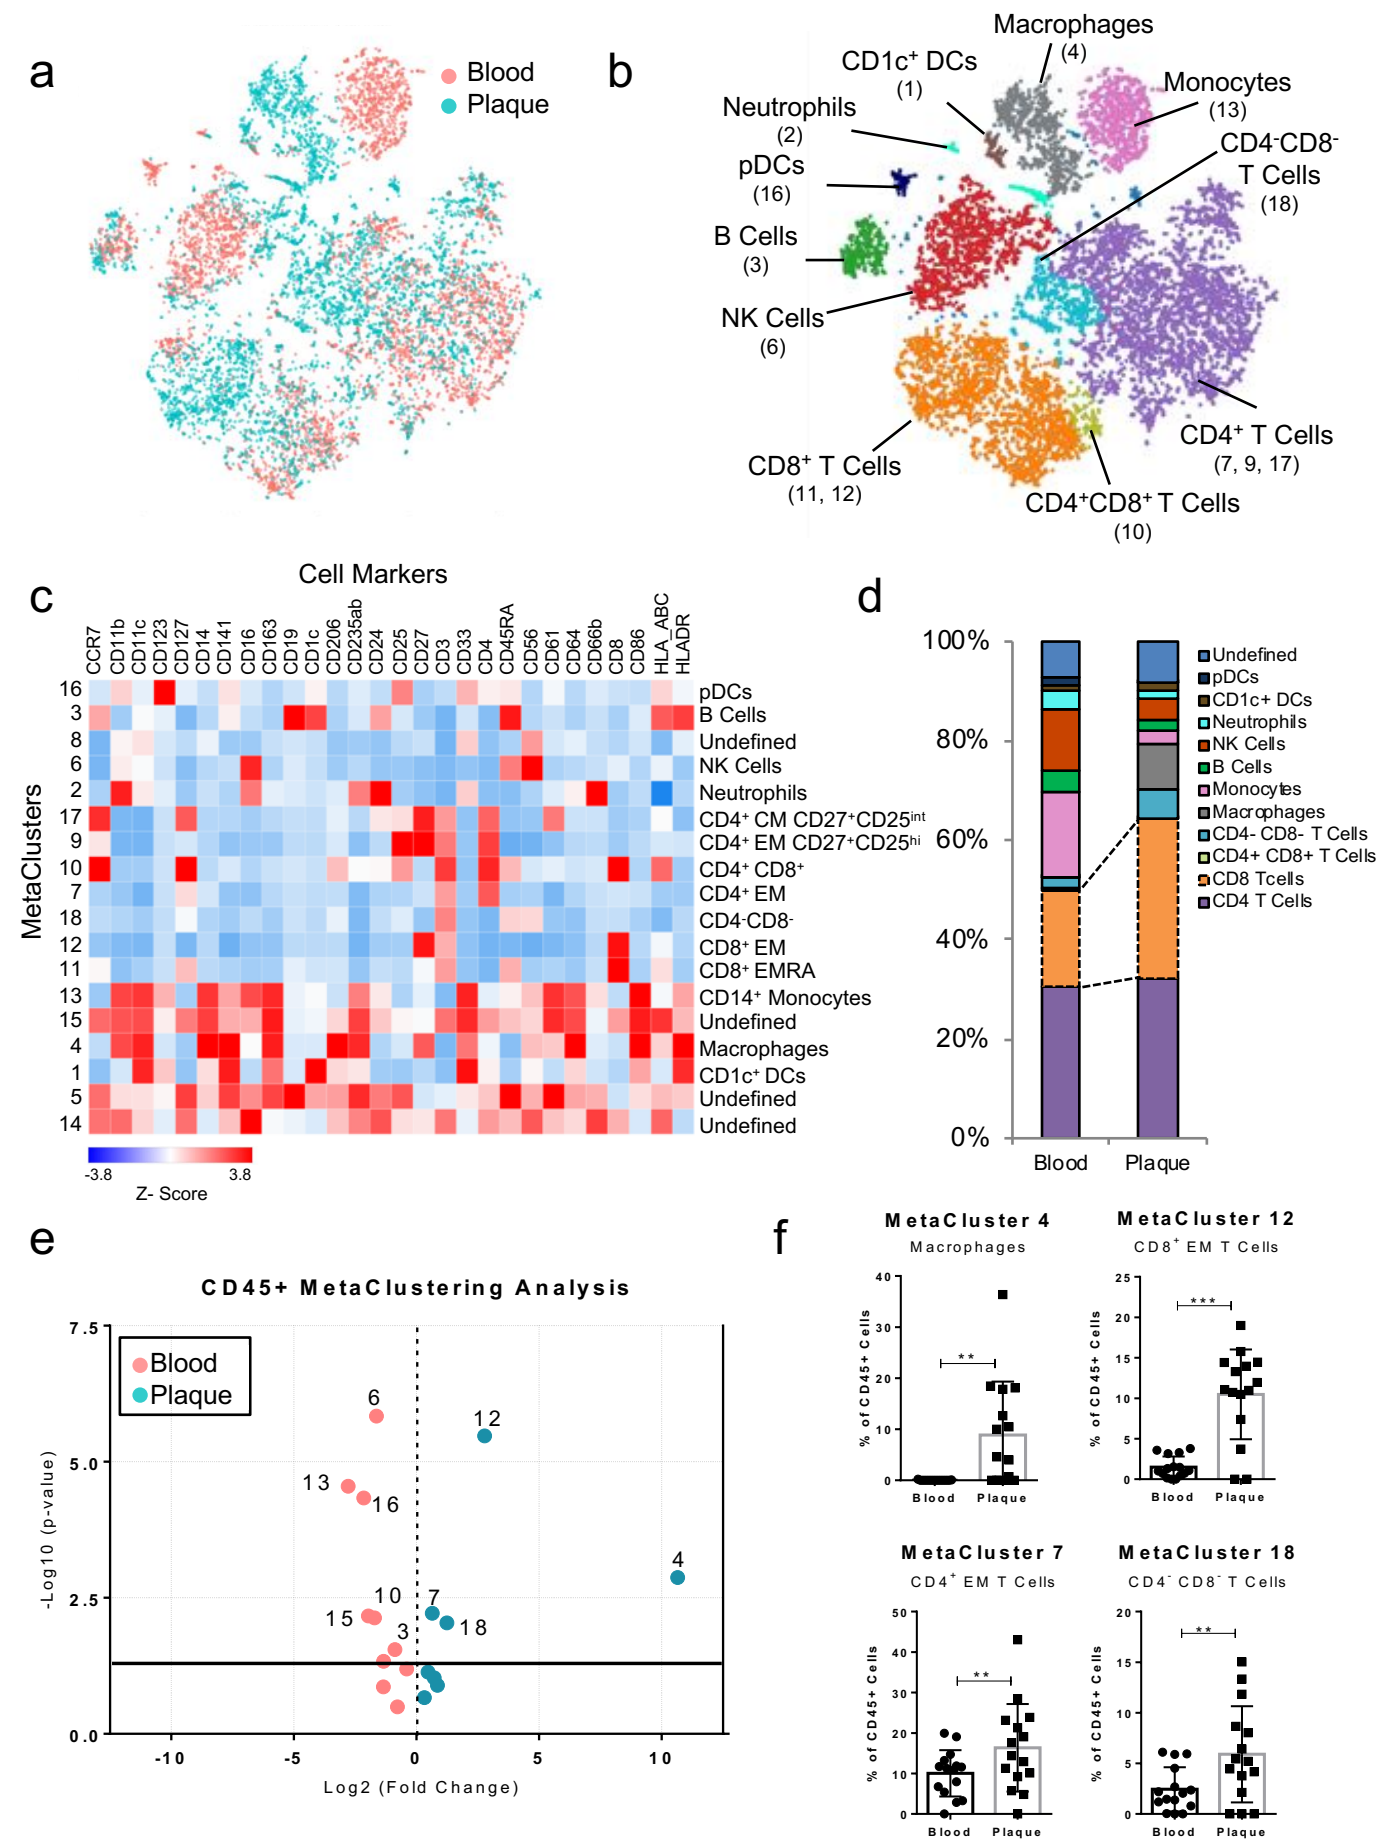 a
Blood
Plaque
b
Macrophages
(4)
CD1c+ DCs
(1)
Monocytes
(13)
Neutrophils
(2)
CD4-CD8-
T Cells
(18)
pDCs
(16)
B Cells
(3)
NK Cells
(6)
CD4+ T Cells
(7, 9, 17)
CD8+ T Cells
(11, 12)
CD4+CD8+ T Cells
(10)
c
Cell Markers
CCR7
CD11b
CD11c
CD123
CD127
CD14
CD141
CD16
CD163
CD19
CD1c
CD206
CD235ab
CD24
CD25
CD27
CD3
CD33
CD4
CD45RA
CD56
CD61
CD64
CD66b
CD8
CD86
HLA_ABC
HLADR
MetaClusters
16 pDCs
3 B Cells
8 Undefined
6 NK Cells
2 Neutrophils
17 CD4+ CM CD27+CD25int
9 CD4+ EM CD27+CD25hi
10 CD4+ CD8+
7 CD4+ EM
18 CD4-CD8-
12 CD8+ EM
11 CD8+ EMRA
13 CD14+ Monocytes
15 Undefined
4 Macrophages
1 CD1c+ DCs
5 Undefined
14 Undefined
-3.8 3.8
Z- Score
d
100%
80%
60%
40%
20%
0%
Blood Plaque
Undefined
pDCs
CD1c+ DCs
Neutrophils
NK Cells
B Cells
Monocytes
Macrophages
CD4- CD8- T Cells
CD4+ CD8+ T Cells
CD8 Tcells
CD4 T Cells
e
CD45+ MetaClustering Analysis
Blood
Plaque
-Log10 (p-value)
7.5
5.0
2.5
0.0
6
12
13
16
4
10
7
15
18
3
-10 -5 0 5 10
Log2 (Fold Change)
f
MetaCluster 4
Macrophages
% of CD45+ Cells
40
30
20
10
0
**
Blood Plaque
MetaCluster 12
CD8+ EM T Cells
% of CD45+ Cells
25
20
15
10
5
0
***
Blood Plaque
MetaCluster 7
CD4+ EM T Cells
% of CD45+ Cells
50
40
30
20
10
0
**
Blood Plaque
MetaCluster 18
CD4- CD8- T Cells
% of CD45+ Cells
20
15
10
5
0
**
Blood Plaque